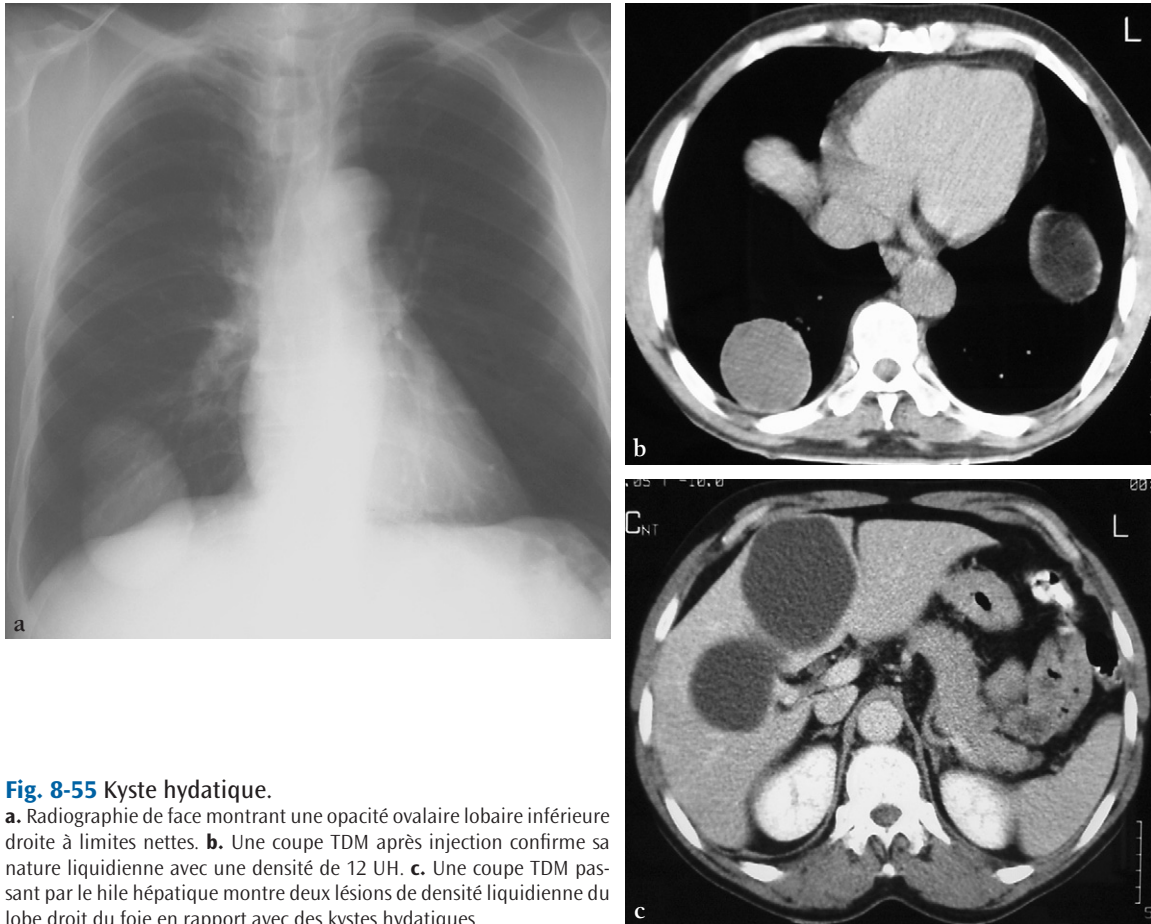 a
L
b
CNT
L
c
Fig. 8-55 Kyste hydatique.
a. Radiographie de face montrant une opacité ovalaire lobaire inférieure
droite à limites nettes. b. Une coupe TDM après injection confirme sa
nature liquidienne avec une densité de 12 UH. c. Une coupe TDM pas-
sant par le hile hépatique montre deux lésions de densité liquidienne du
lobe droit du foie en rapport avec des kystes hydatiques